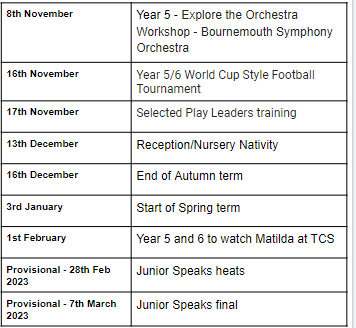 8th November
Year 5 - Explore the Orchestra
Workshop - Bournemouth Symphony
Orchestra
16th November
Year 5/6 World Cup Style Football
Tournament
17th November
Selected Play Leaders training
13th December
Reception/Nursery Nativity
16th December
End of Autumn term
3rd January
Start of Spring term
1st February
Year 5 and 6 to watch Matilda at TCS
Provisional - 28th Feb
2023
Junior Speaks heats
Provisional - 7th March
2023
Junior Speaks final